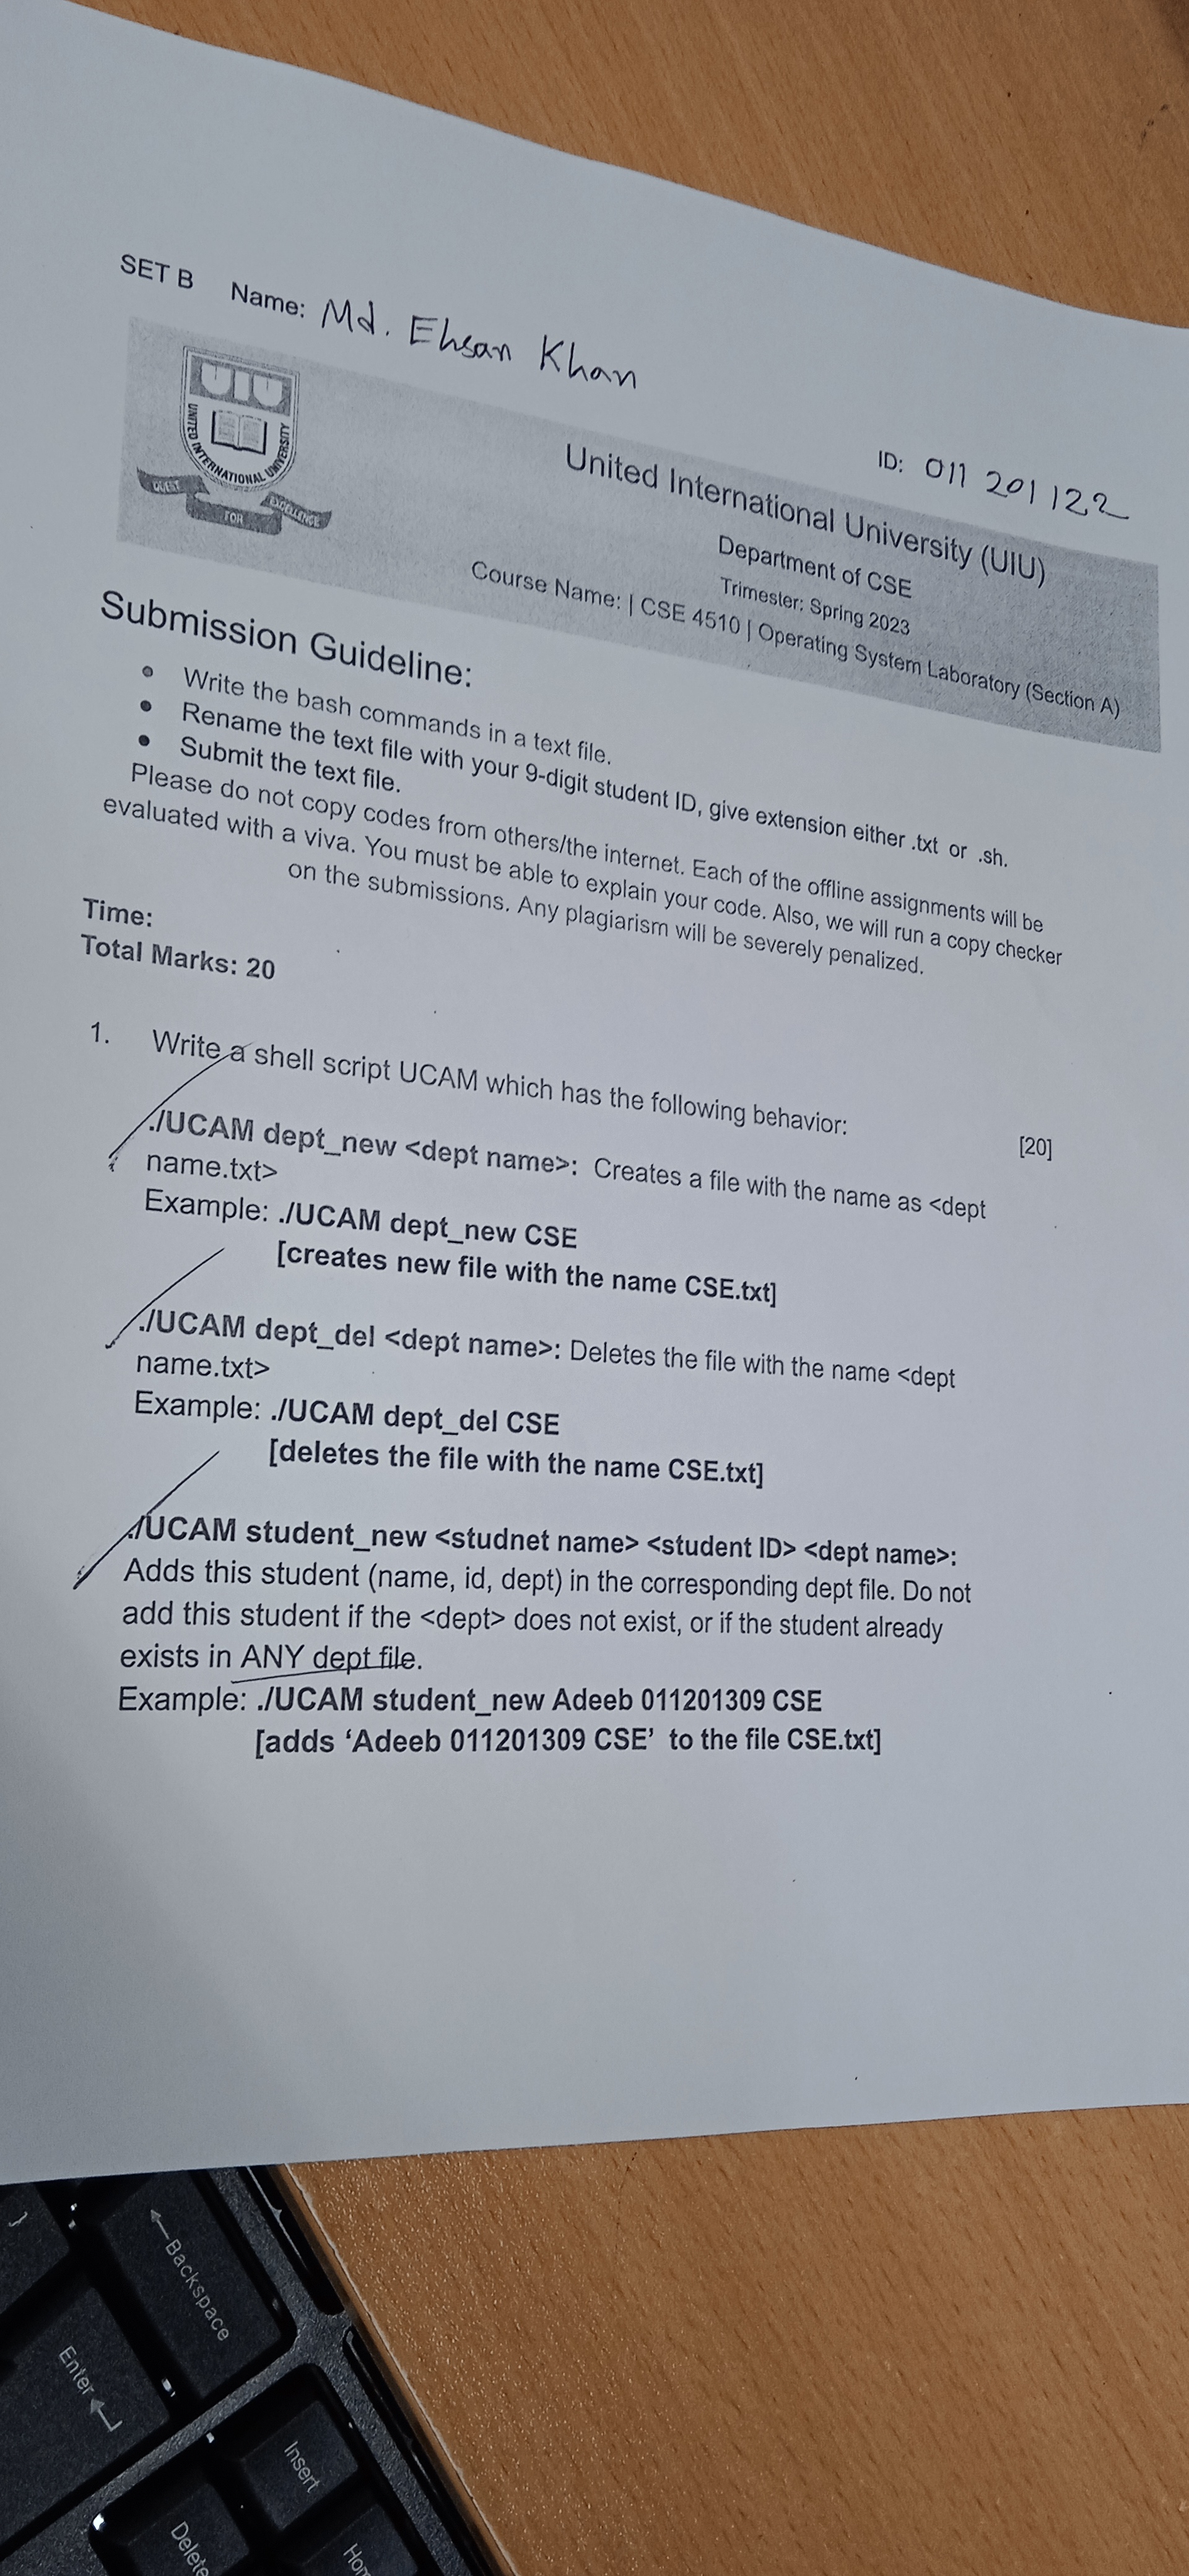 SET B Name: Md. Ehsan Khan
ID: 011 201 122
UIU
UNITED INTERNATIONAL UNIVERSITY
QUEST
FOR
EXCELLENCE
United International University (UIU)
Department of CSE
Trimester: Spring 2023
Course Name: | CSE 4510 | Operating System Laboratory (Section A)
Submission Guideline:
• Write the bash commands in a text file.
• Rename the text file with your 9-digit student ID, give extension either .txt or .sh.
• Submit the text file.
Please do not copy codes from others/the internet. Each of the offline assignments will be
evaluated with a viva. You must be able to explain your code. Also, we will run a copy checker
on the submissions. Any plagiarism will be severely penalized.
Time:
Total Marks: 20
1. Write a shell script UCAM which has the following behavior:
[20]
./UCAM dept_new <dept name>: Creates a file with the name as <dept
name.txt>
Example: ./UCAM dept_new CSE
[creates new file with the name CSE.txt]
./UCAM dept_del <dept name>: Deletes the file with the name <dept
name.txt>
Example: ./UCAM dept_del CSE
[deletes the file with the name CSE.txt]
./UCAM student_new <studnet name> <student ID> <dept name>:
Adds this student (name, id, dept) in the corresponding dept file. Do not
add this student if the <dept> does not exist, or if the student already
exists in ANY dept file.
Example: ./UCAM student_new Adeeb 011201309 CSE
[adds ‘Adeeb 011201309 CSE’ to the file CSE.txt]
}
Backspace
Enter
Insert
Delete
Hom